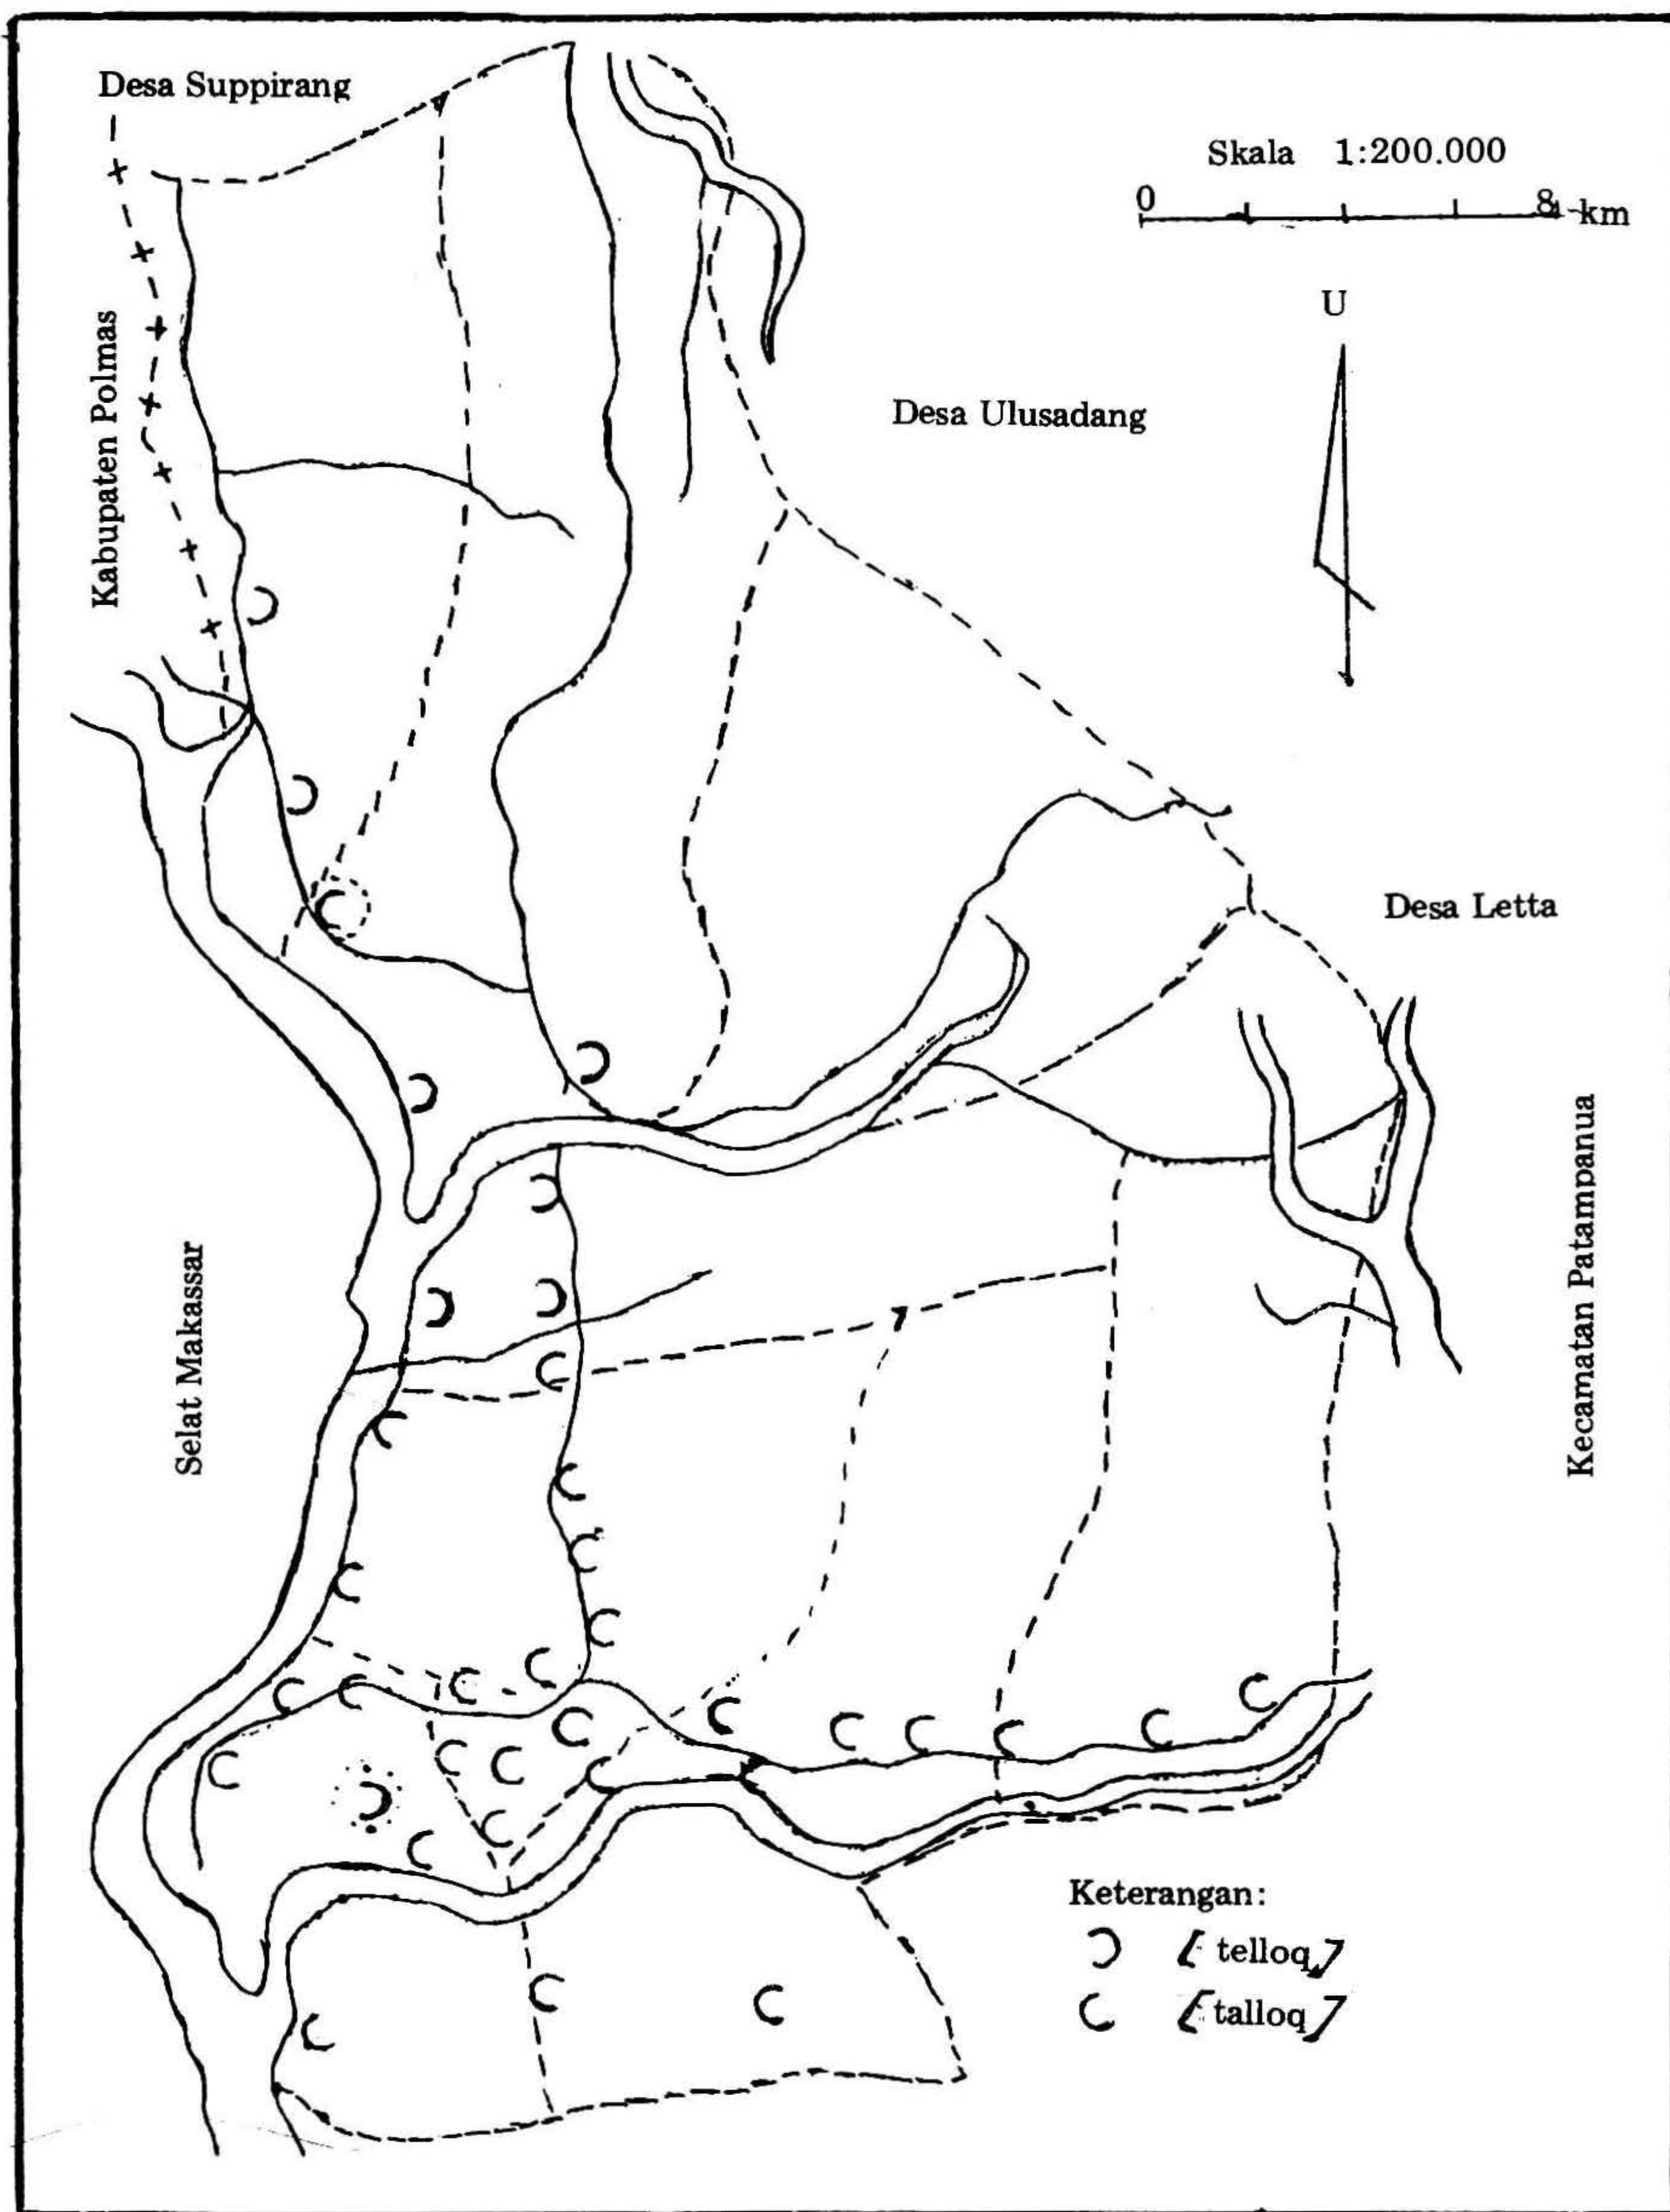 Desa Suppirang
Skala 1:200.000
0 8 km
U
Kabupaten Polmas
Desa Ulusadang
Desa Letta
Kecamatan Patampanua
Selat Makassar
Keterangan:
Ɔ [telloq]
C [talloq]